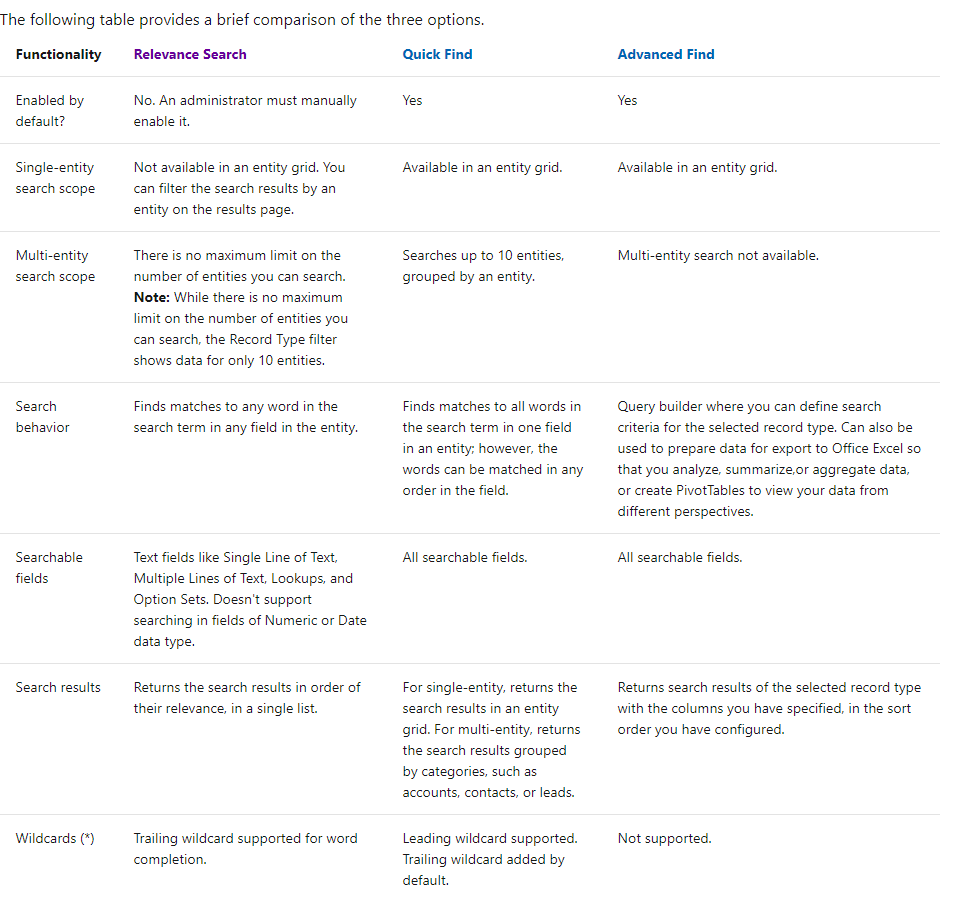 The following table provides a brief comparison of the three options.
Functionality Relevance Search Quick Find Advanced Find
Enabled by
default?
No. An administrator must manually
enable it.
Yes
Yes
Single-entity
search scope
Not available in an entity grid. You
can filter the search results by an
entity on the results page.
Available in an entity grid.
Available in an entity grid.
Multi-entity
search scope
There is no maximum limit on the
number of entities you can search.
Note: While there is no maximum
limit on the number of entities you
can search, the Record Type filter
shows data for only 10 entities.
Searches up to 10 entities,
grouped by an entity.
Multi-entity search not available.
Search
behavior
Finds matches to any word in the
search term in any field in the entity.
Finds matches to all words in
the search term in one field
in an entity; however, the
words can be matched in any
order in the field.
Query builder where you can define search
criteria for the selected record type. Can also be
used to prepare data for export to Office Excel so
that you analyze, summarize,or aggregate data,
or create PivotTables to view your data from
different perspectives.
Searchable
fields
Text fields like Single Line of Text,
Multiple Lines of Text, Lookups, and
Option Sets. Doesn't support
searching in fields of Numeric or Date
data type.
All searchable fields.
All searchable fields.
Search results
Returns the search results in order of
their relevance, in a single list.
For single-entity, returns the
search results in an entity
grid. For multi-entity, returns
the search results grouped
by categories, such as
accounts, contacts, or leads.
Returns search results of the selected record type
with the columns you have specified, in the sort
order you have configured.
Wildcards (*)
Trailing wildcard supported for word
completion.
Leading wildcard supported.
Trailing wildcard added by
default.
Not supported.